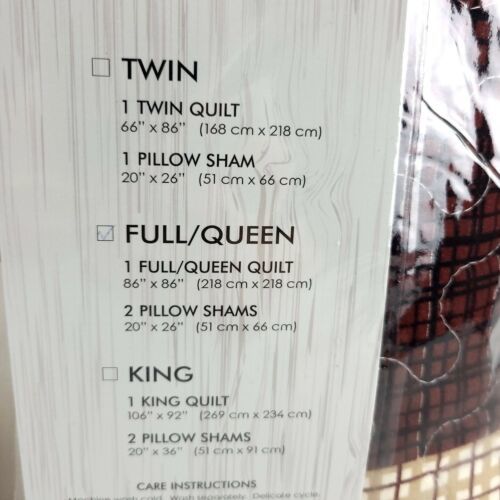 TWIN
1 TWIN QUILT
66" x 86" (168 cm x 218 cm)
1 PILLOW SHAM
20" x 26" (51 cm x 66 cm)
FULL/QUEEN
1 FULL/QUEEN QUILT
86" x 86" (218 cm x 218 cm)
2 PILLOW SHAMS
20" x 26" (51 cm x 66 cm)
KING
1 KING QUILT
106" x 92" (269 cm x 234 cm)
2 PILLOW SHAMS
20" x 36" (51 cm x 91 cm)
CARE INSTRUCTIONS
Machine wash cold. Wash separately. Delicate cycle.